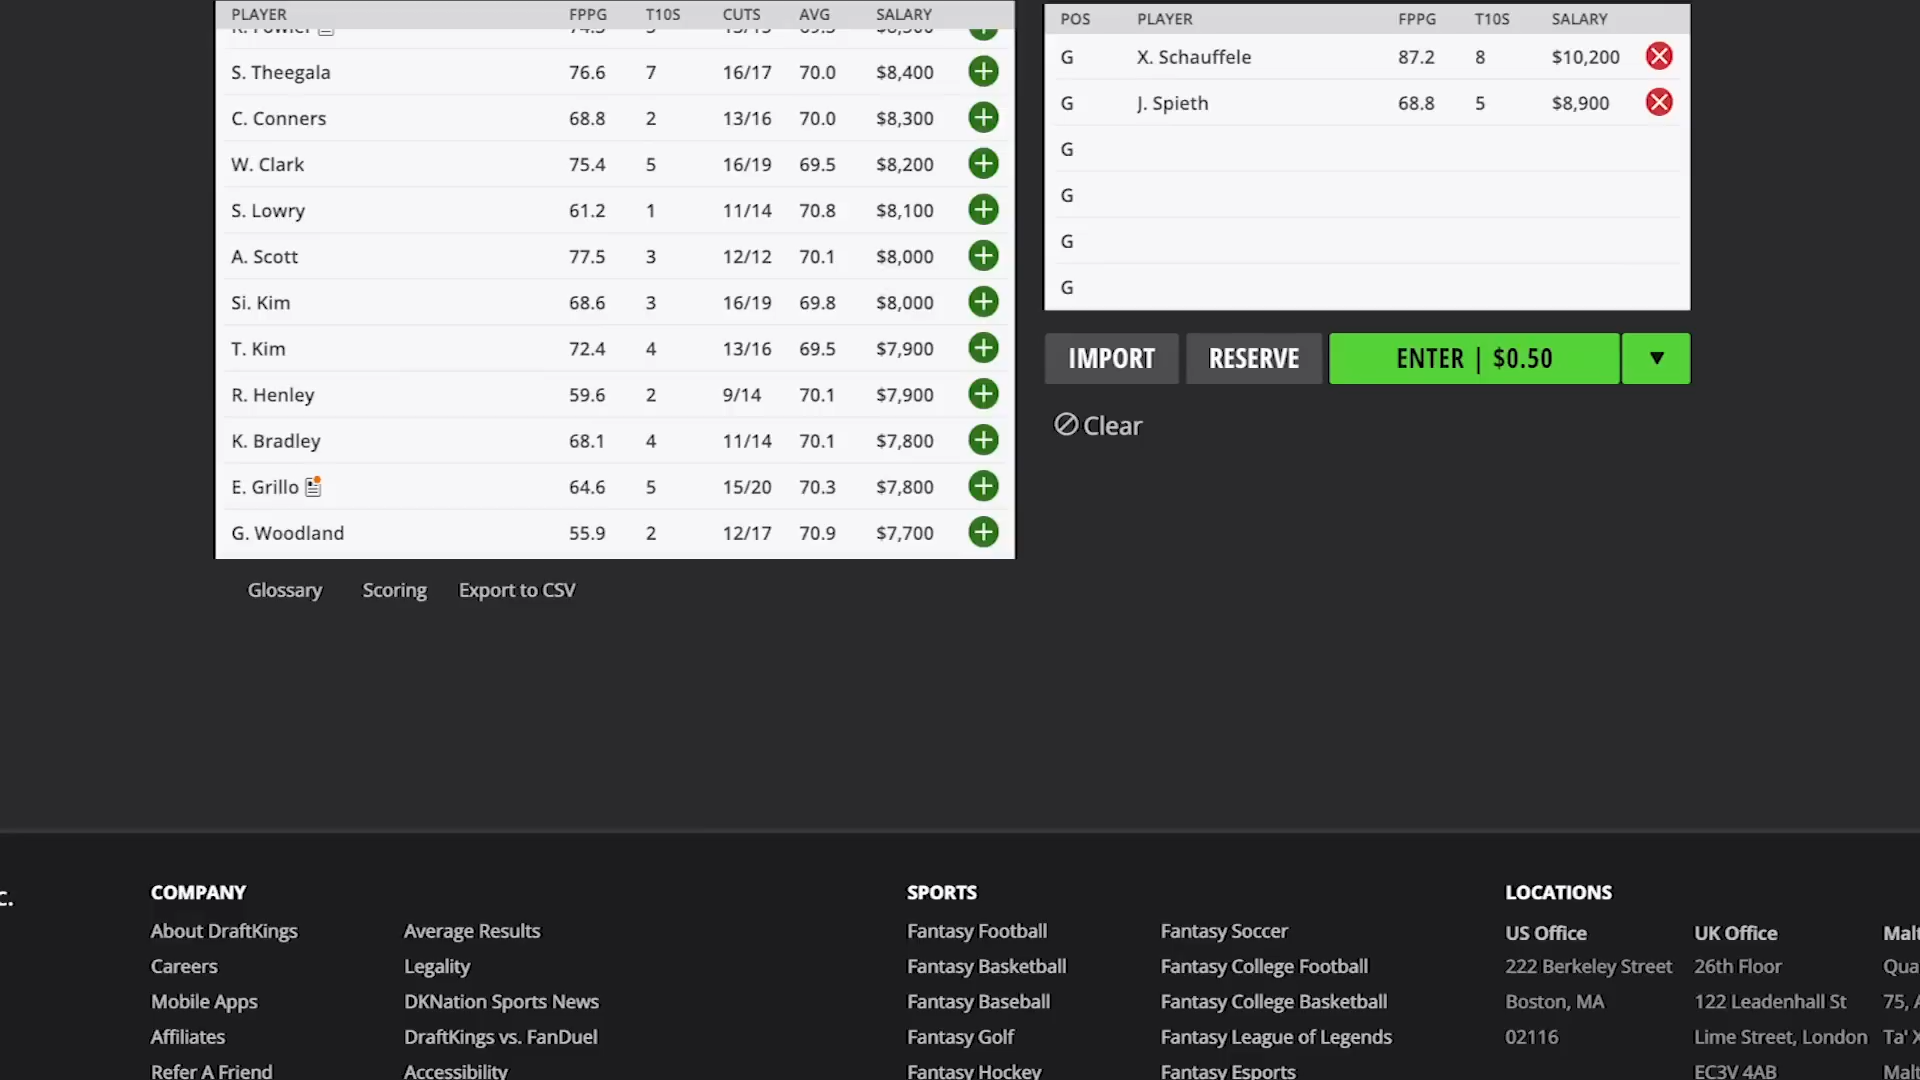 PLAYER FPPG T10S CUTS AVG SALARY
S. Theegala 76.6 7 16/17 70.0 $8,400
C. Conners 68.8 2 13/16 70.0 $8,300
W. Clark 75.4 5 16/19 69.5 $8,200
S. Lowry 61.2 1 11/14 70.8 $8,100
A. Scott 77.5 3 12/12 70.1 $8,000
Si. Kim 68.6 3 16/19 69.8 $8,000
T. Kim 72.4 4 13/16 69.5 $7,900
R. Henley 59.6 2 9/14 70.1 $7,900
K. Bradley 68.1 4 11/14 70.1 $7,800
E. Grillo 64.6 5 15/20 70.3 $7,800
G. Woodland 55.9 2 12/17 70.9 $7,700
Glossary Scoring Export to CSV
POS PLAYER FPPG T10S SALARY
G X. Schauffele 87.2 8 $10,200
G J. Spieth 68.8 5 $8,900
G
G
G
G
IMPORT RESERVE ENTER | $0.50
Clear
C.
COMPANY
About DraftKings
Careers
Mobile Apps
Affiliates
Refer A Friend
Average Results
Legality
DKNation Sports News
DraftKings vs. FanDuel
Accessibility
SPORTS
Fantasy Football
Fantasy Basketball
Fantasy Baseball
Fantasy Golf
Fantasy Hockey
Fantasy Soccer
Fantasy College Football
Fantasy College Basketball
Fantasy League of Legends
Fantasy Esports
LOCATIONS
US Office
222 Berkeley Street
Boston, MA
02116
UK Office
26th Floor
122 Leadenhall St
Lime Street, London
EC3V 4AB
Malt
Qua
75,
Ta'
Malt